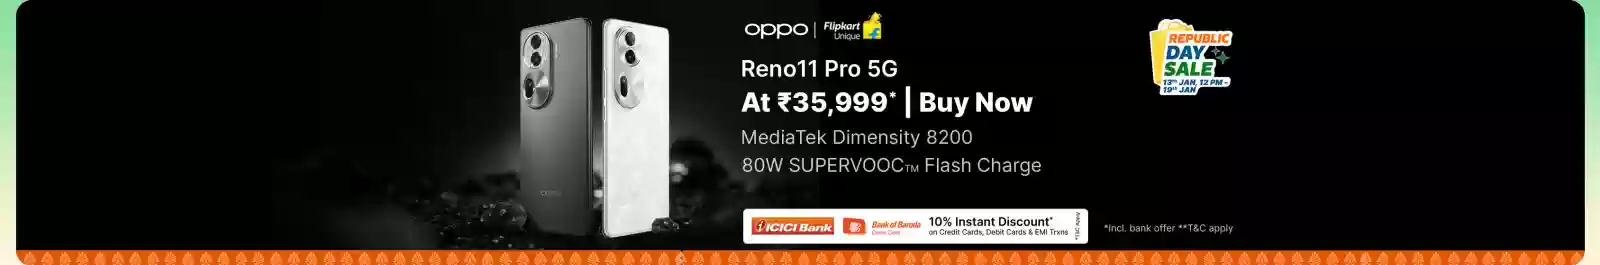 oppo | Flipkart Unique
Reno11 Pro 5G
At ₹35,999* | Buy Now
MediaTek Dimensity 8200
80W SUPERVOOC™ Flash Charge
ICICI Bank
Bank of Baroda
10% Instant Discount*
on Credit Cards, Debit Cards & EMI Trxns
*T&C Apply
*Incl. bank offer **T&C apply
REPUBLIC
DAY
SALE
13TH JAN, 12 PM -
19TH JAN
oppo